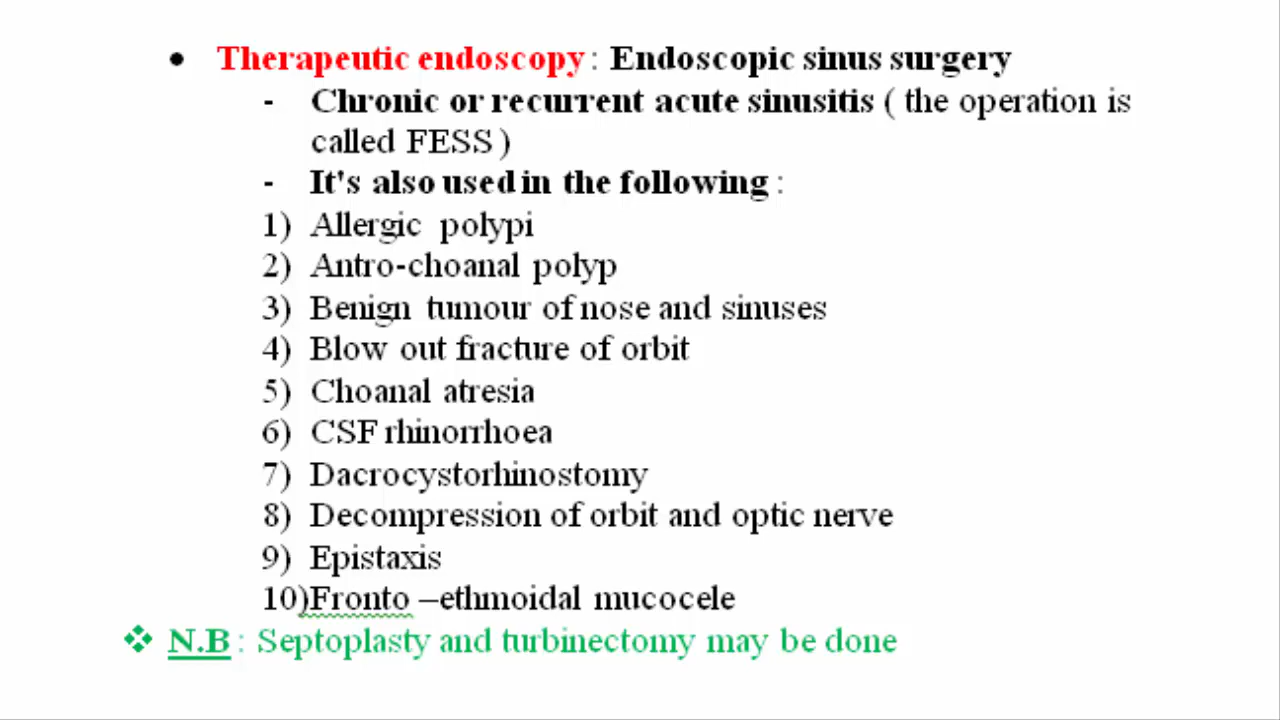 • Therapeutic endoscopy : Endoscopic sinus surgery
- Chronic or recurrent acute sinusitis ( the operation is
called FESS )
- It's also used in the following :
1) Allergic polypi
2) Antro-choanal polyp
3) Benign tumour of nose and sinuses
4) Blow out fracture of orbit
5) Choanal atresia
6) CSF rhinorrhoea
7) Dacrocystorhinostomy
8) Decompression of orbit and optic nerve
9) Epistaxis
10)Fronto –ethmoidal mucocele
❖ N.B : Septoplasty and turbinectomy may be done